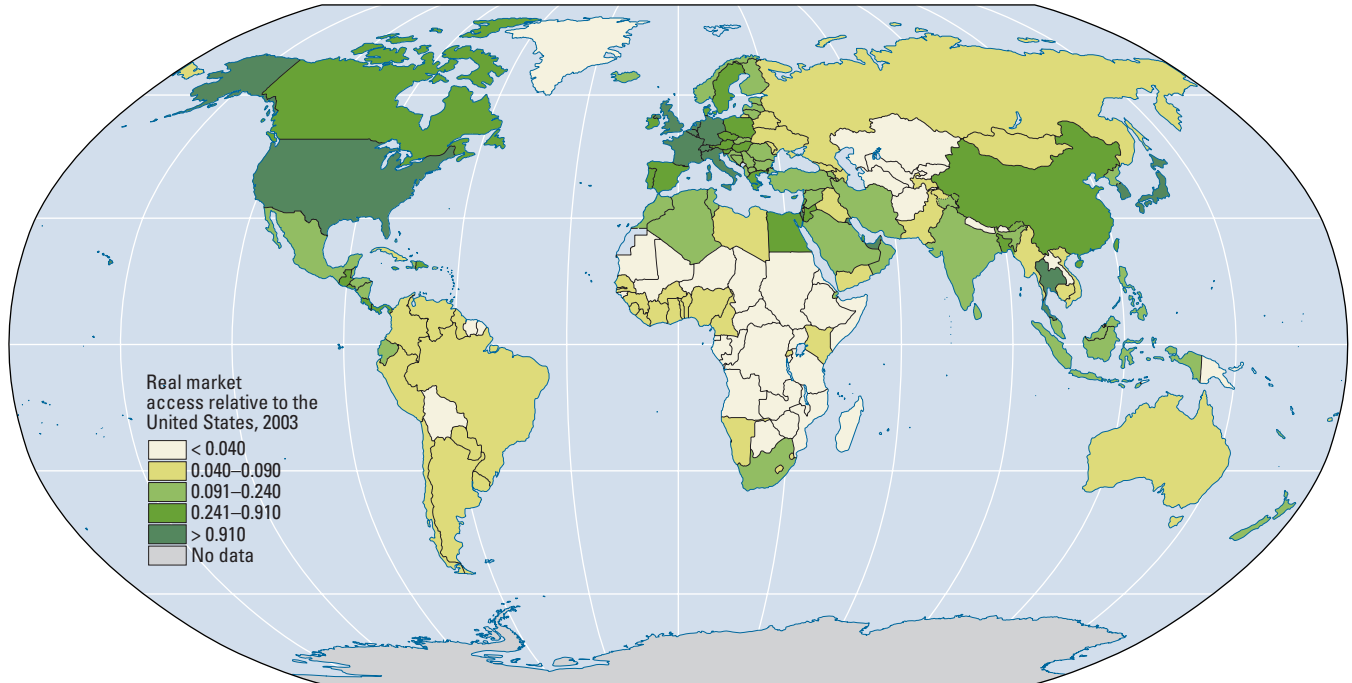 Real market
access relative to the
United States, 2003
< 0.040
0.040–0.090
0.091–0.240
0.241–0.910
> 0.910
No data